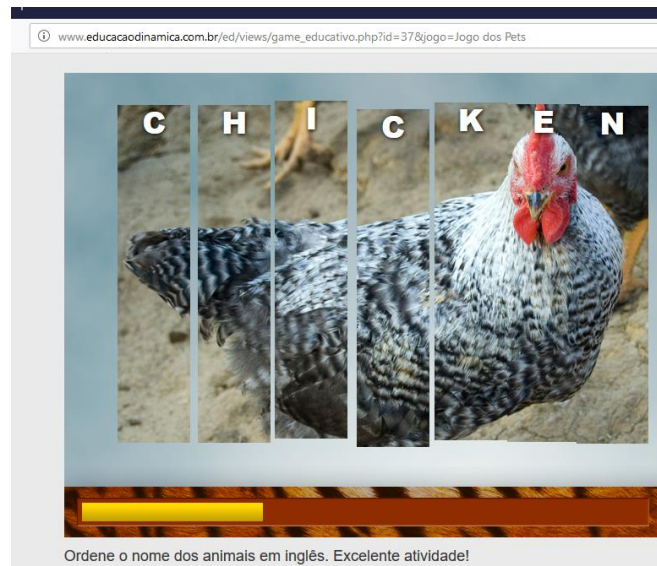 www.educacaodinamica.com.br/ed/views/game_educativo.php?id=37&jogo=Jogo dos Pets
C H I C K E N
Ordene o nome dos animais em inglês. Excelente atividade!